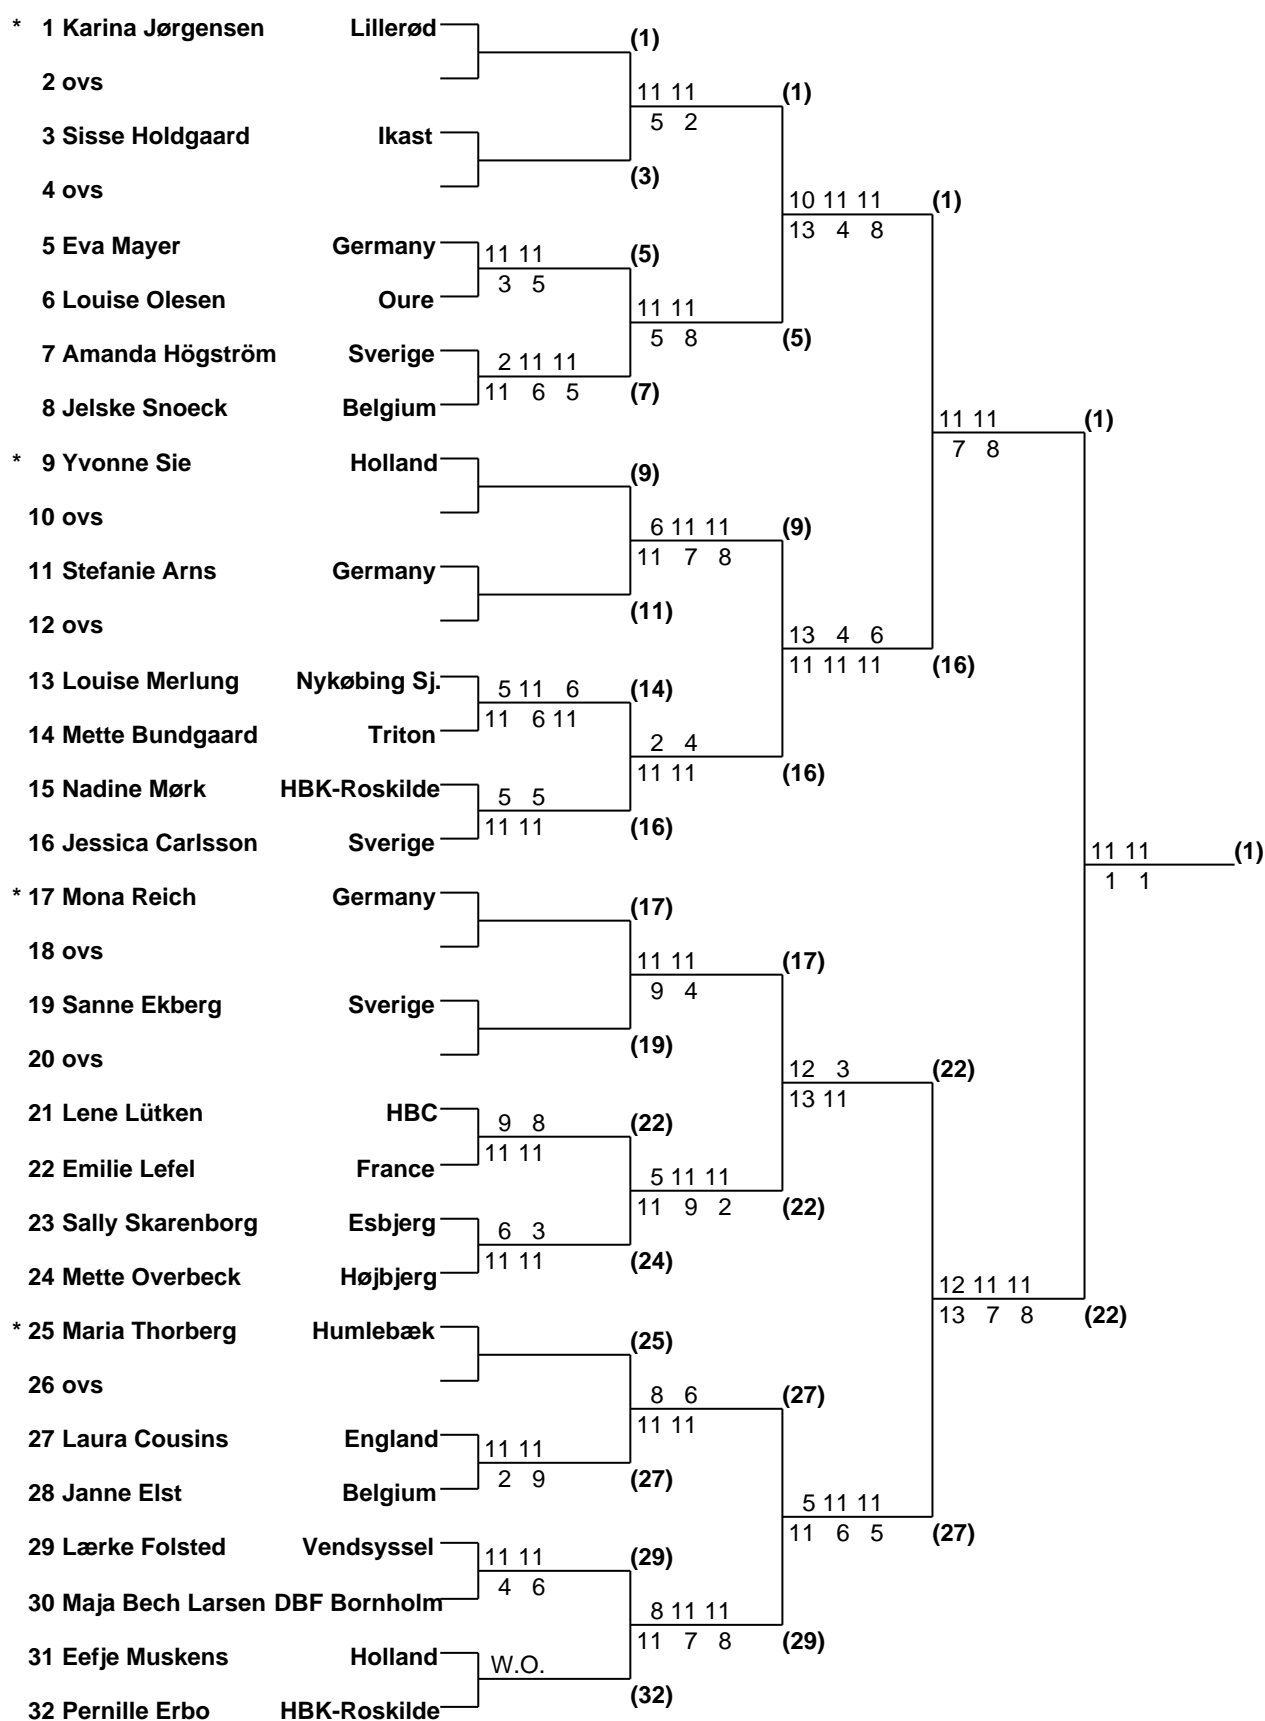 * 1 Karina Jørgensen Lillerød
(1)
2 ovs
11 11 (1)
5 2
3 Sisse Holdgaard Ikast
(3)
4 ovs
10 11 11 (1)
13 4 8
5 Eva Mayer Germany
11 11 (5)
3 5
6 Louise Olesen Oure
11 11
5 8 (5)
7 Amanda Högström Sverige
2 11 11
11 6 5 (7)
8 Jelske Snoeck Belgium
11 11 (1)
7 8
* 9 Yvonne Sie Holland
(9)
10 ovs
6 11 11 (9)
11 7 8
11 Stefanie Arns Germany
(11)
12 ovs
13 4 6
11 11 11 (16)
13 Louise Merlung Nykøbing Sj.
5 11 6 (14)
11 6 11
14 Mette Bundgaard Triton
2 4
11 11 (16)
15 Nadine Mørk HBK-Roskilde
5 5
11 11 (16)
16 Jessica Carlsson Sverige
11 11 (1)
1 1
* 17 Mona Reich Germany
(17)
18 ovs
11 11 (17)
9 4
19 Sanne Ekberg Sverige
(19)
20 ovs
12 3 (22)
13 11
21 Lene Lütken HBC
9 8 (22)
11 11
22 Emilie Lefel France
5 11 11
11 9 2 (22)
23 Sally Skarenborg Esbjerg
6 3
11 11 (24)
24 Mette Overbeck Højbjerg
12 11 11
13 7 8 (22)
* 25 Maria Thorberg Humlebæk
(25)
26 ovs
8 6 (27)
11 11
27 Laura Cousins England
11 11
2 9 (27)
28 Janne Elst Belgium
5 11 11
11 6 5 (27)
29 Lærke Folsted Vendsyssel
11 11 (29)
4 6
30 Maja Bech Larsen DBF Bornholm
8 11 11
11 7 8 (29)
31 Eefje Muskens Holland
W.O.
(32)
32 Pernille Erbo HBK-Roskilde